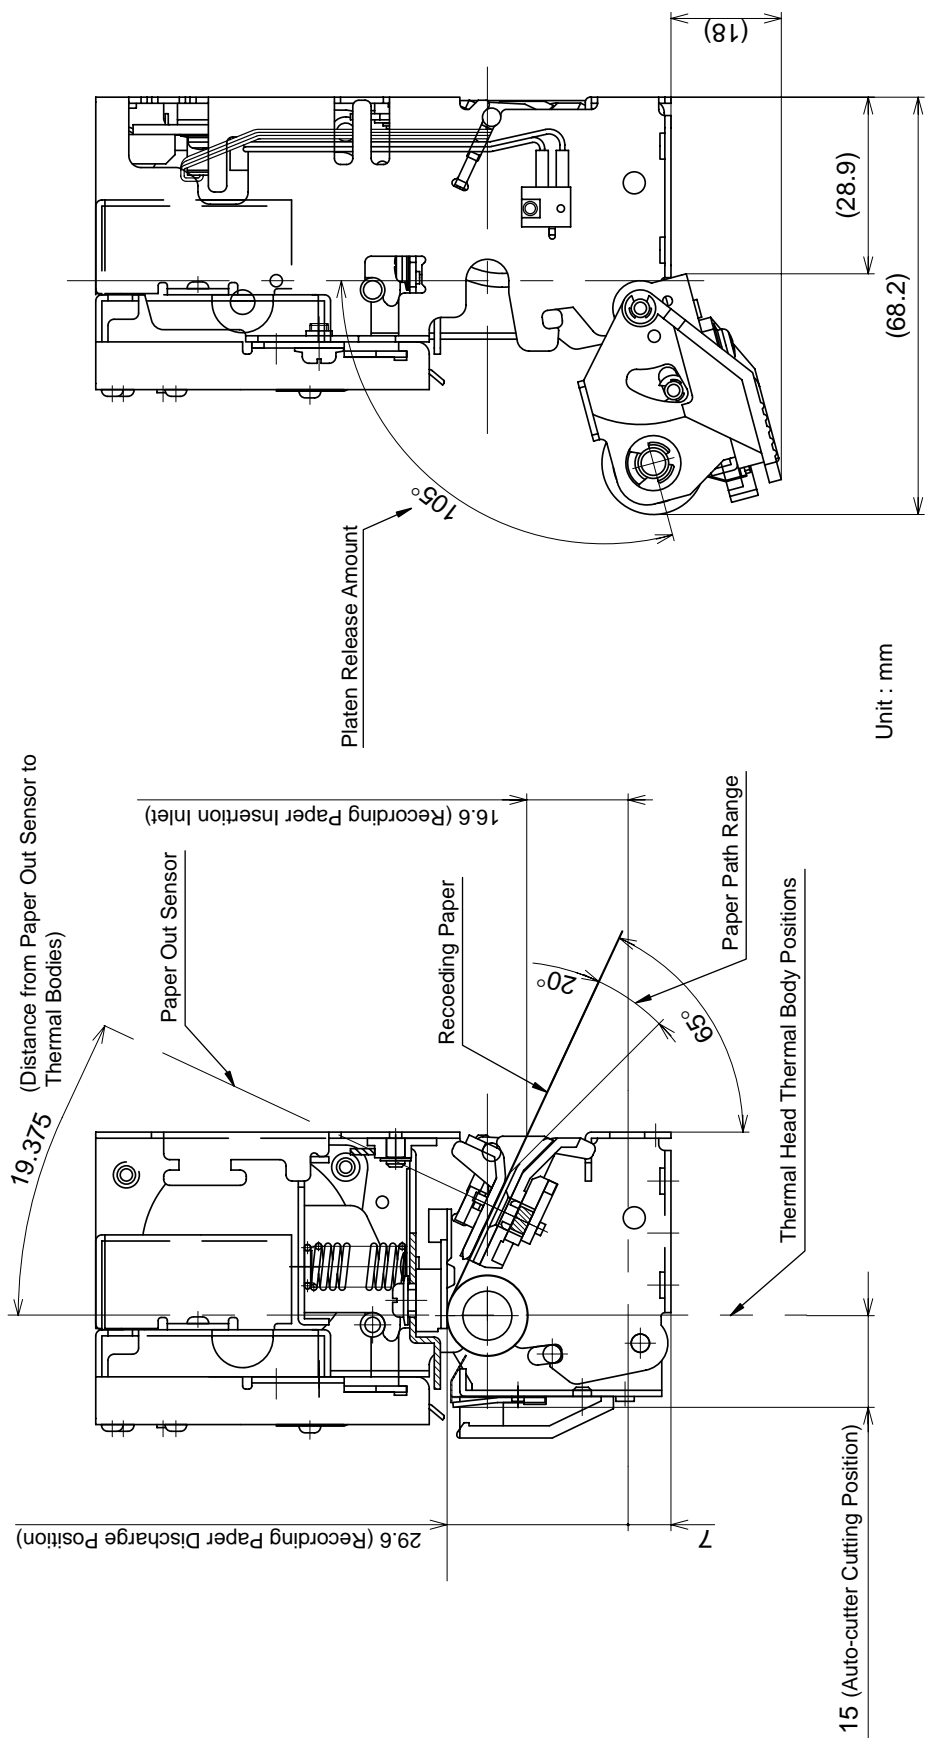 19.375
(Distance from Paper Out Sensor to
Thermal Bodies)
Paper Out Sensor
16.6 (Recording Paper Insertion Inlet)
Recoeding Paper
20°
65°
Paper Path Range
Thermal Head Thermal Body Positions
29.6 (Recording Paper Discharge Position)
7
15 (Auto-cutter Cutting Position)
Platen Release Amount
105°
(18)
(28.9)
(68.2)
Unit : mm